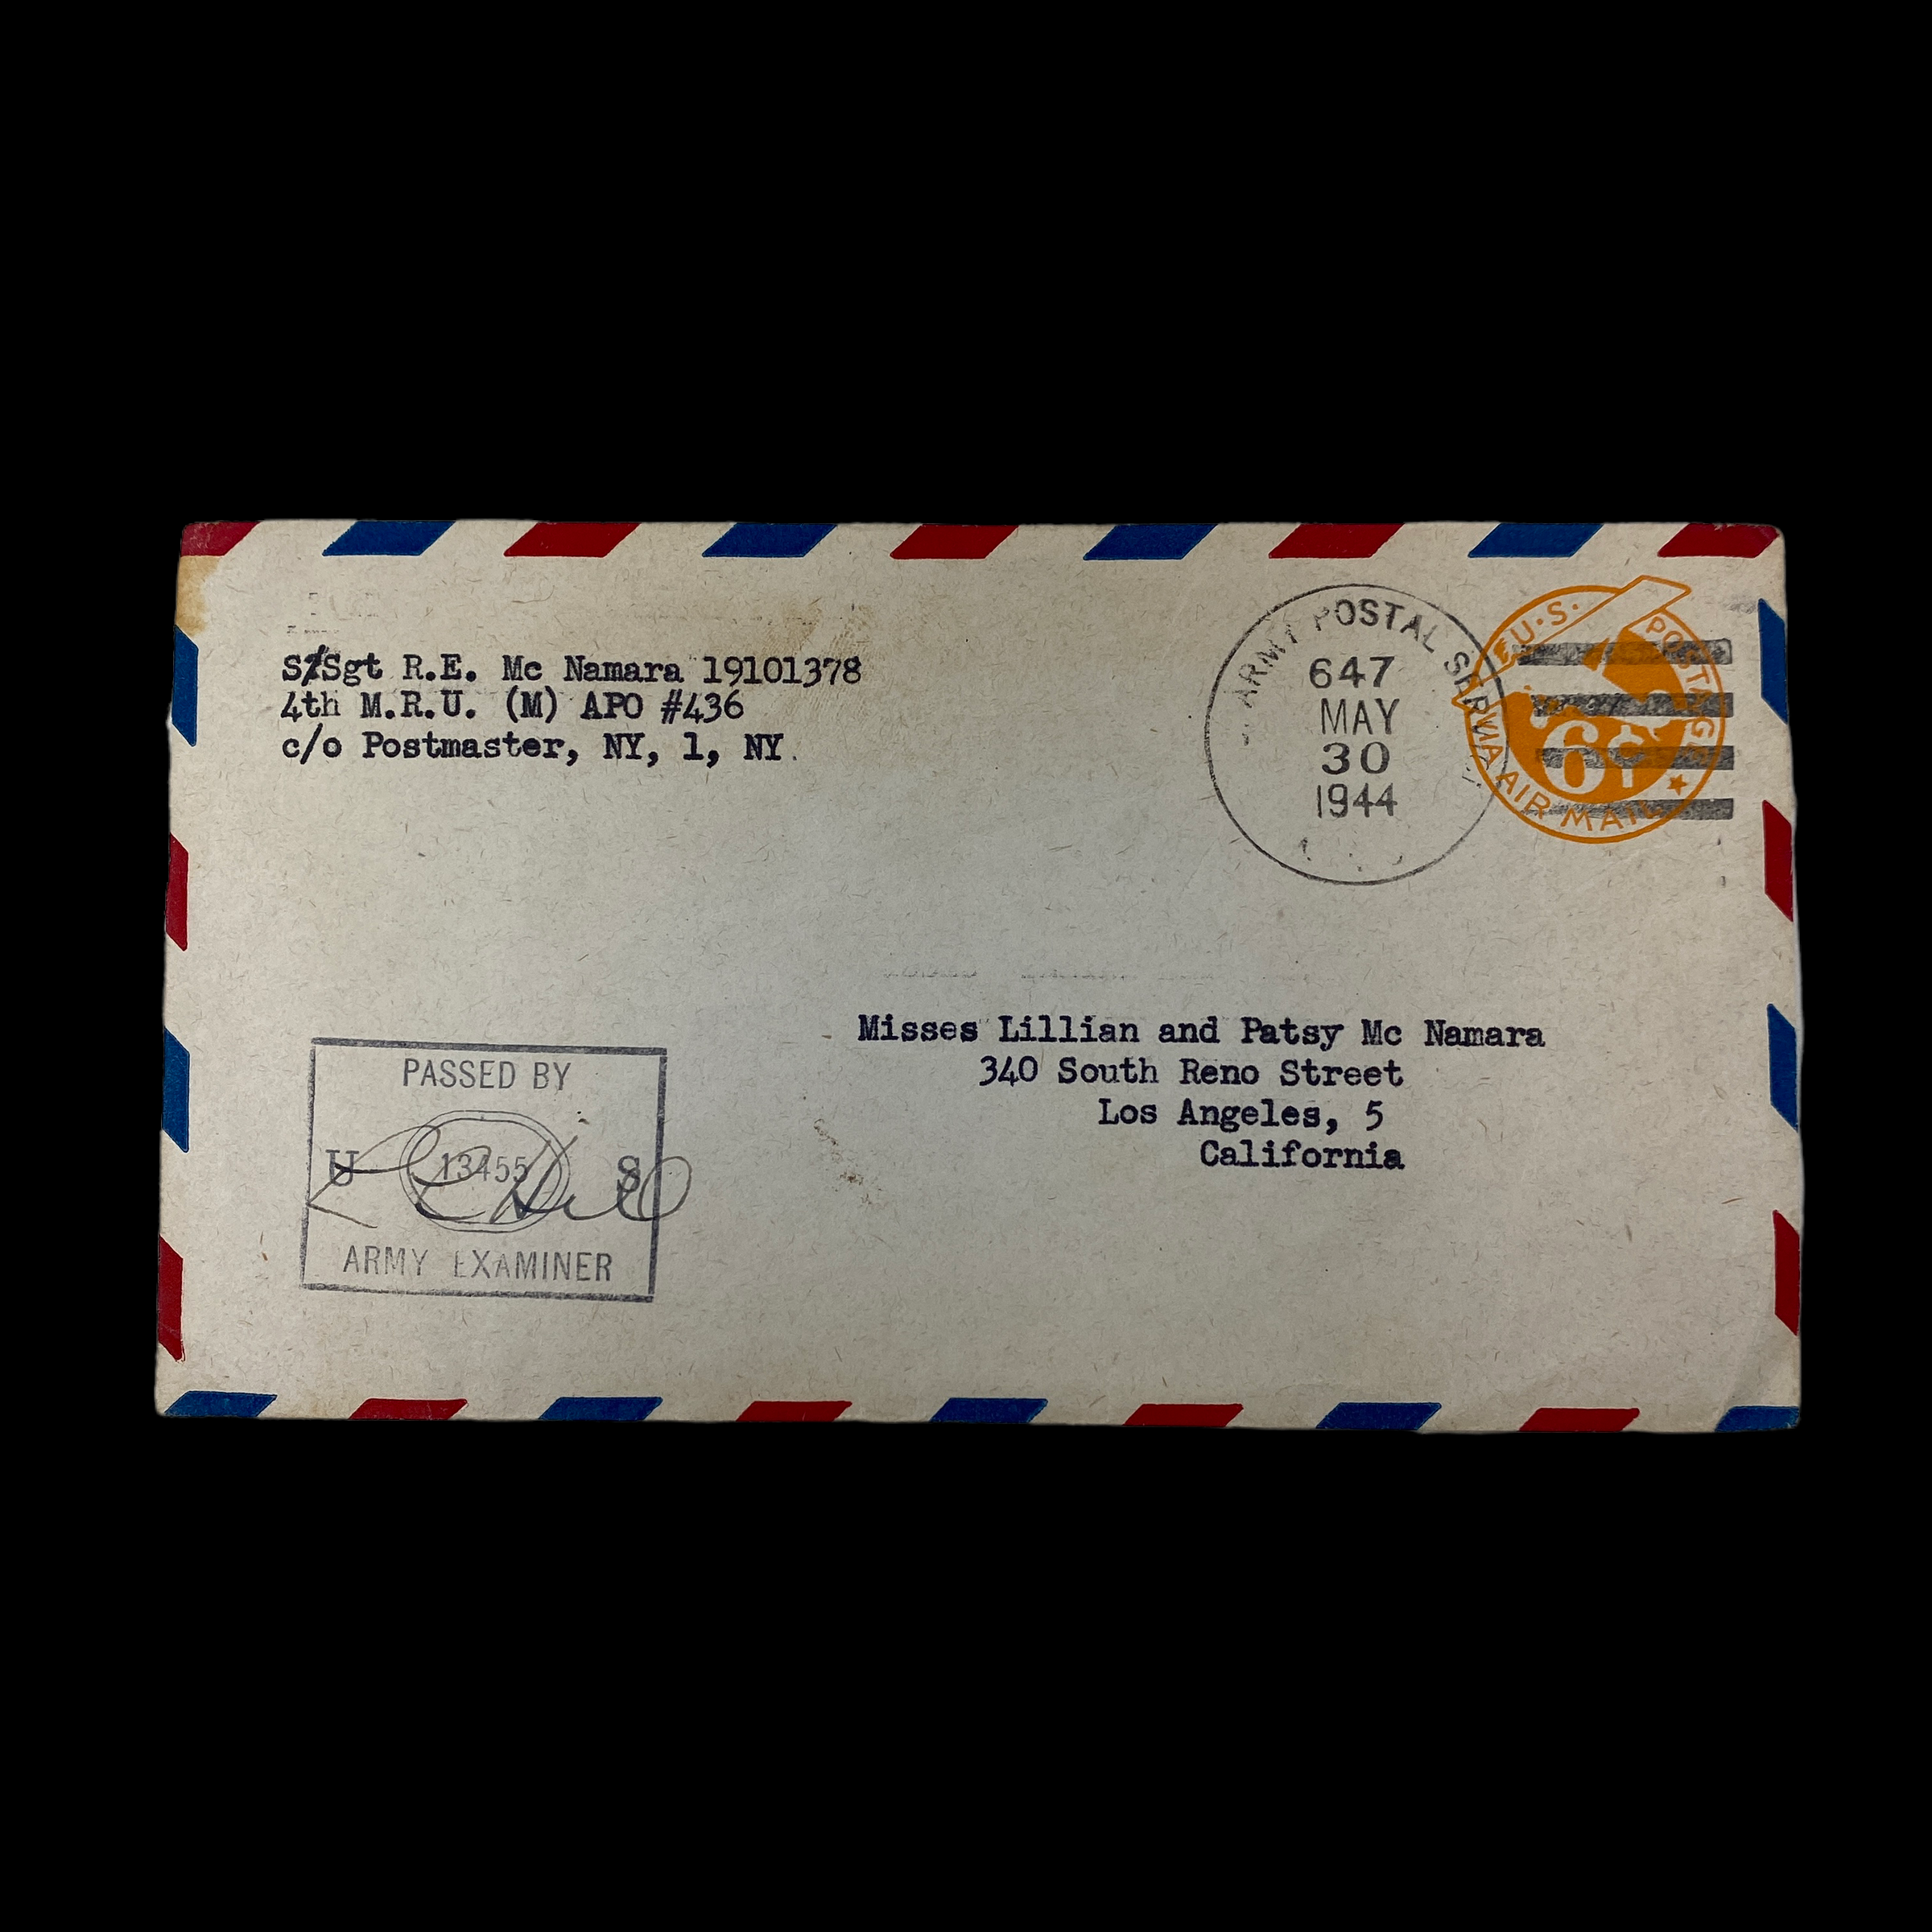 S/Sgt R.E. Mc Namara 19101378
4th M.R.U. (M) APO #436
c/o Postmaster, NY, 1, NY.
ARMY POSTAL SERVICE
647
MAY
30
1944
U.S. POSTAGE
6¢
VIA AIR MAIL
Misses Lillian and Patsy Mc Namara
340 South Reno Street
Los Angeles, 5
California
PASSED BY
U 13455 S
ARMY EXAMINER